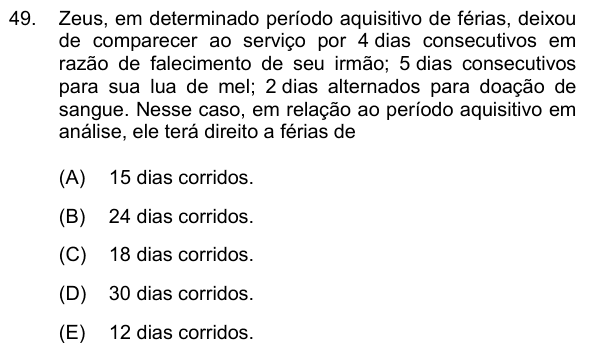 49. Zeus, em determinado período aquisitivo de férias, deixou
de comparecer ao serviço por 4 dias consecutivos em
razão de falecimento de seu irmão; 5 dias consecutivos
para sua lua de mel; 2 dias alternados para doação de
sangue. Nesse caso, em relação ao período aquisitivo em
análise, ele terá direito a férias de
(A) 15 dias corridos.
(B) 24 dias corridos.
(C) 18 dias corridos.
(D) 30 dias corridos.
(E) 12 dias corridos.